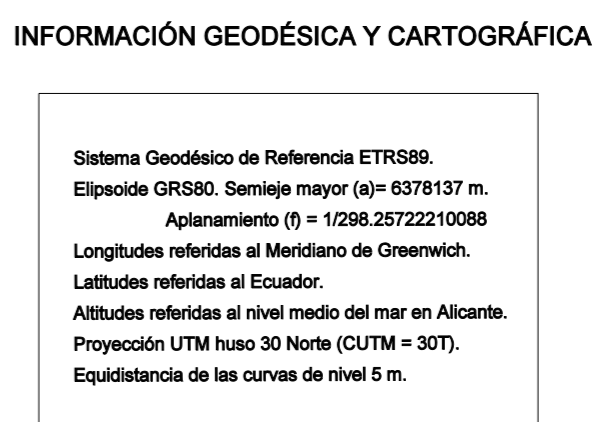 INFORMACIÓN GEODÉSICA Y CARTOGRÁFICA
Sistema Geodésico de Referencia ETRS89.
Elipsoide GRS80. Semieje mayor (a)= 6378137 m.
Aplanamiento (f) = 1/298.25722210088
Longitudes referidas al Meridiano de Greenwich.
Latitudes referidas al Ecuador.
Altitudes referidas al nivel medio del mar en Alicante.
Proyección UTM huso 30 Norte (CUTM = 30T).
Equidistancia de las curvas de nivel 5 m.